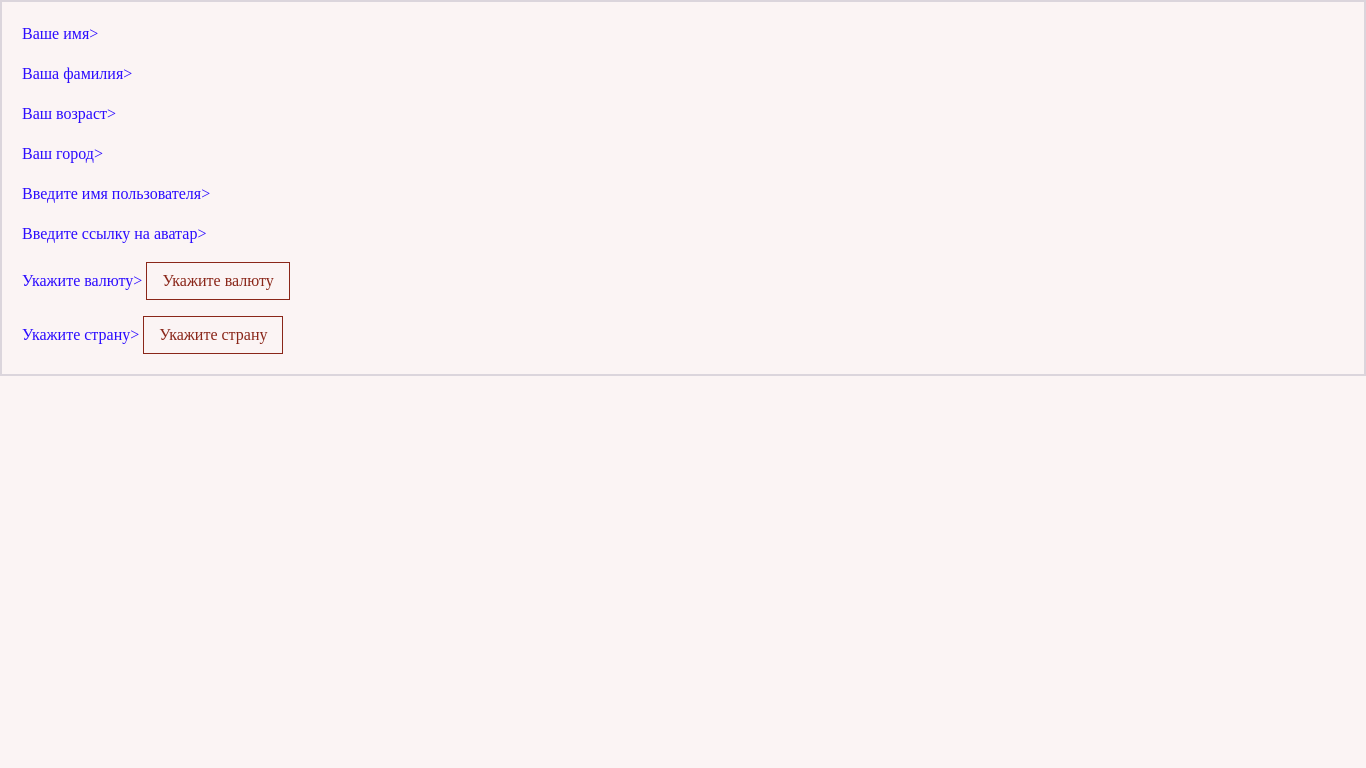 Ваше имя>
Ваша фамилия>
Ваш возраст>
Ваш город>
Введите имя пользователя>
Введите ссылку на аватар>
Укажите валюту> Укажите валюту
Укажите страну> Укажите страну